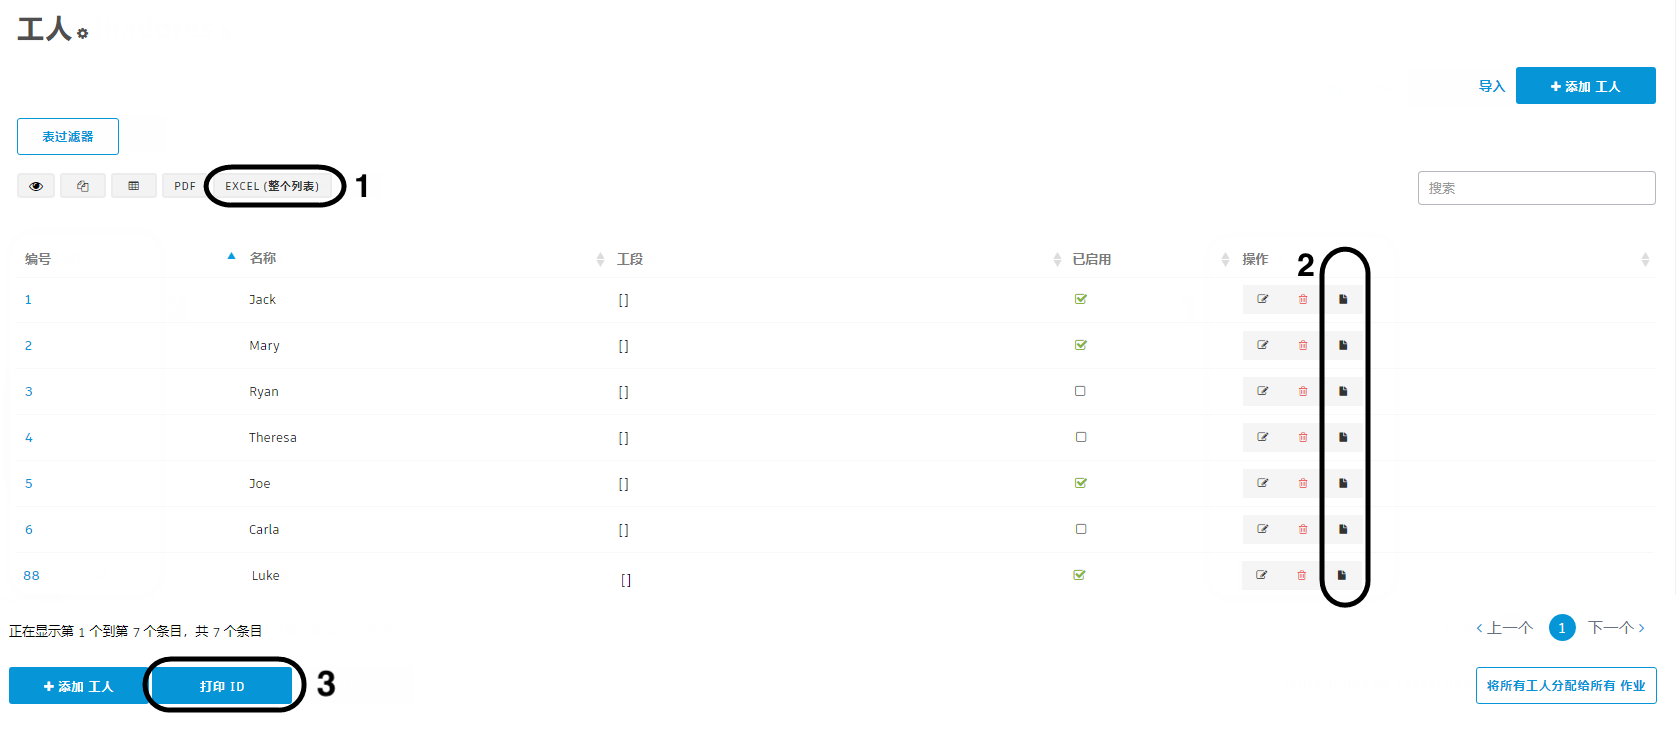 工人
导入
添加 工人
表过滤器
PDF
EXCEL (整个列表)
1
搜索
编号 名称 工段 已启用 操作 2
1 Jack []
2 Mary []
3 Ryan []
4 Theresa []
5 Joe []
6 Carla []
88 Luke []
正在显示第 1 个到第 7 个条目，共 7 个条目
‹ 上一个 1 下一个 ›
添加 工人
打印 ID
3
将所有工人分配给所有 作业